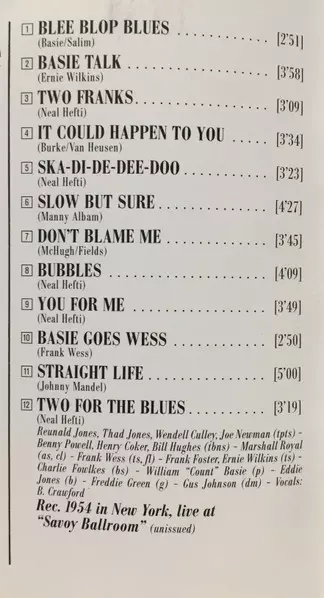 1 BLEE BLOP BLUES . . . . . . . . . . . [2'51]
(Basie/Salim)
2 BASIE TALK . . . . . . . . . . . . . . . . . [3'58]
(Ernie Wilkins)
3 TWO FRANKS. . . . . . . . . . . . . . . . [3'09]
(Neal Hefti)
4 IT COULD HAPPEN TO YOU . . . . . [3'34]
(Burke/Van Heusen)
5 SKA-DI-DE-DEE-DOO . . . . . . . . . . [3'23]
(Neal Hefti)
6 SLOW BUT SURE . . . . . . . . . . . . . [4'27]
(Manny Albam)
7 DON'T BLAME ME . . . . . . . . . . . . [3'45]
(McHugh/Fields)
8 BUBBLES . . . . . . . . . . . . . . . . . . . [4'09]
(Neal Hefti)
9 YOU FOR ME . . . . . . . . . . . . . . . . [3'49]
(Neal Hefti)
10 BASIE GOES WESS . . . . . . . . . . . [2'50]
(Frank Wess)
11 STRAIGHT LIFE . . . . . . . . . . . . . . [5'00]
(Johnny Mandel)
12 TWO FOR THE BLUES . . . . . . . . . [3'19]
(Neal Hefti)
Reunald Jones, Thad Jones, Wendell Culley, Joe Newman (tpts) -
Benny Powell, Henry Coker, Bill Hughes (tbns) - Marshall Royal
(as, cl) - Frank Wess (ts, fl) - Frank Foster, Ernie Wilkins (ts) -
Charlie Fowlkes (bs) - William "Count" Basie (p) - Eddie
Jones (b) - Freddie Green (g) - Gus Johnson (dm) - Vocals:
B. Crawford
Rec. 1954 in New York, live at
"Savoy Ballroom" (unissued)